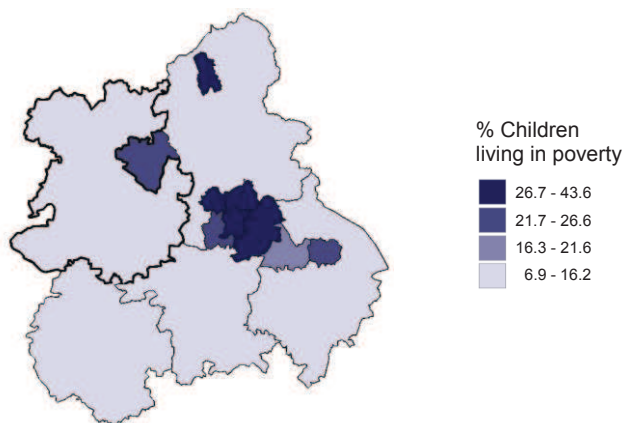 % Children
living in poverty
26.7 - 43.6
21.7 - 26.6
16.3 - 21.6
6.9 - 16.2